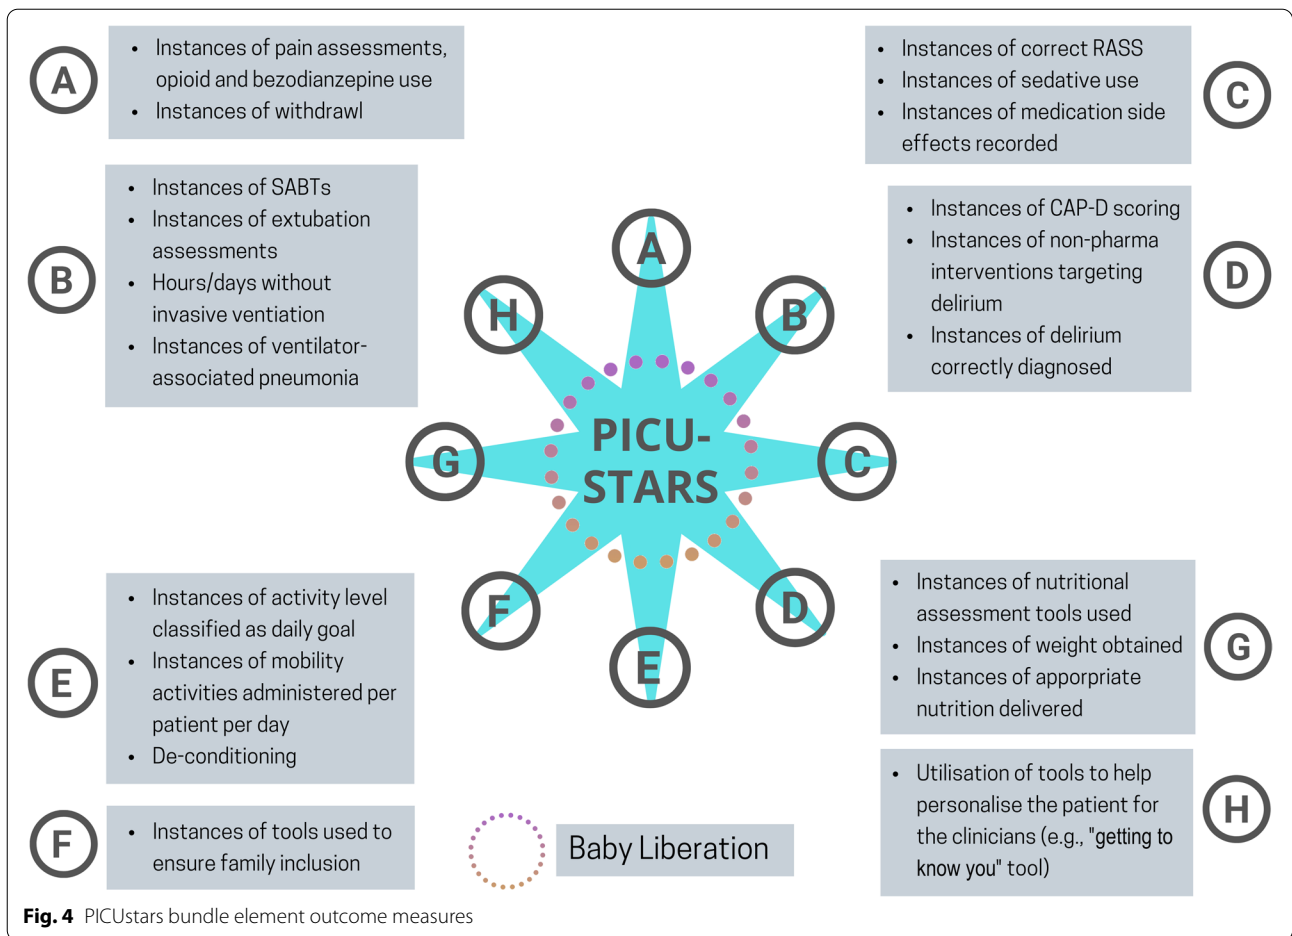 A
• Instances of pain assessments,
opioid and bezodianzepine use
• Instances of withdrawl
B
• Instances of SABTs
• Instances of extubation
assessments
• Hours/days without
invasive ventiation
• Instances of ventilator-
associated pneumonia
C
• Instances of correct RASS
• Instances of sedative use
• Instances of medication side
effects recorded
D
• Instances of CAP-D scoring
• Instances of non-pharma
interventions targeting
delirium
• Instances of delirium
correctly diagnosed
A
B
C
D
E
F
G
H
PICU-
STARS
E
• Instances of activity level
classified as daily goal
• Instances of mobility
activities administered per
patient per day
• De-conditioning
F
• Instances of tools used to
ensure family inclusion
G
• Instances of nutritional
assessment tools used
• Instances of weight obtained
• Instances of apporpriate
nutrition delivered
H
• Utilisation of tools to help
personalise the patient for
the clinicians (e.g., "getting to
know you" tool)
Baby Liberation
Fig. 4 PICUstars bundle element outcome measures